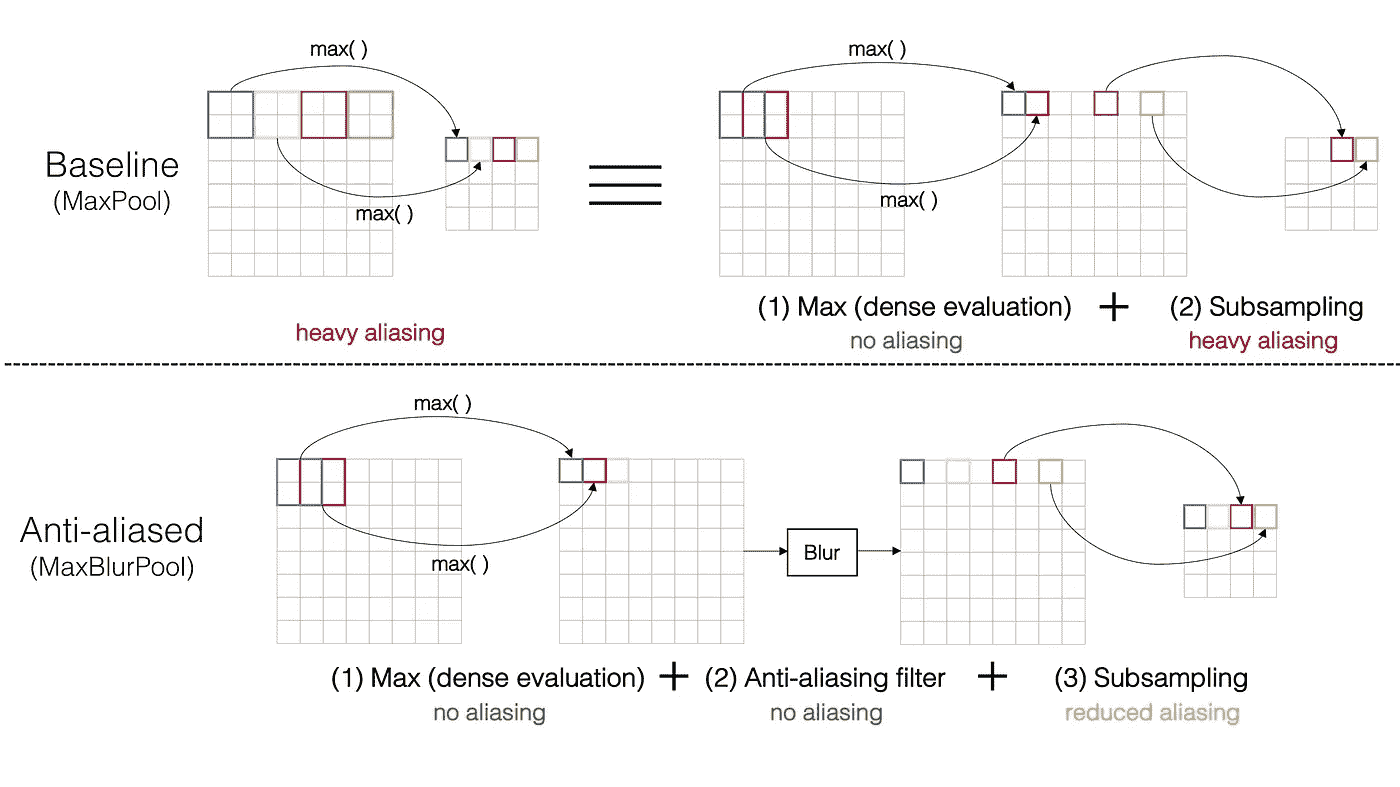 max( )
max( )
Baseline
(MaxPool)
max( )
max( )
(1) Max (dense evaluation) + (2) Subsampling
heavy aliasing
no aliasing
heavy aliasing
max( )
Anti-aliased
(MaxBlurPool)
max( )
Blur
(1) Max (dense evaluation) + (2) Anti-aliasing filter + (3) Subsampling
no aliasing
no aliasing
reduced aliasing